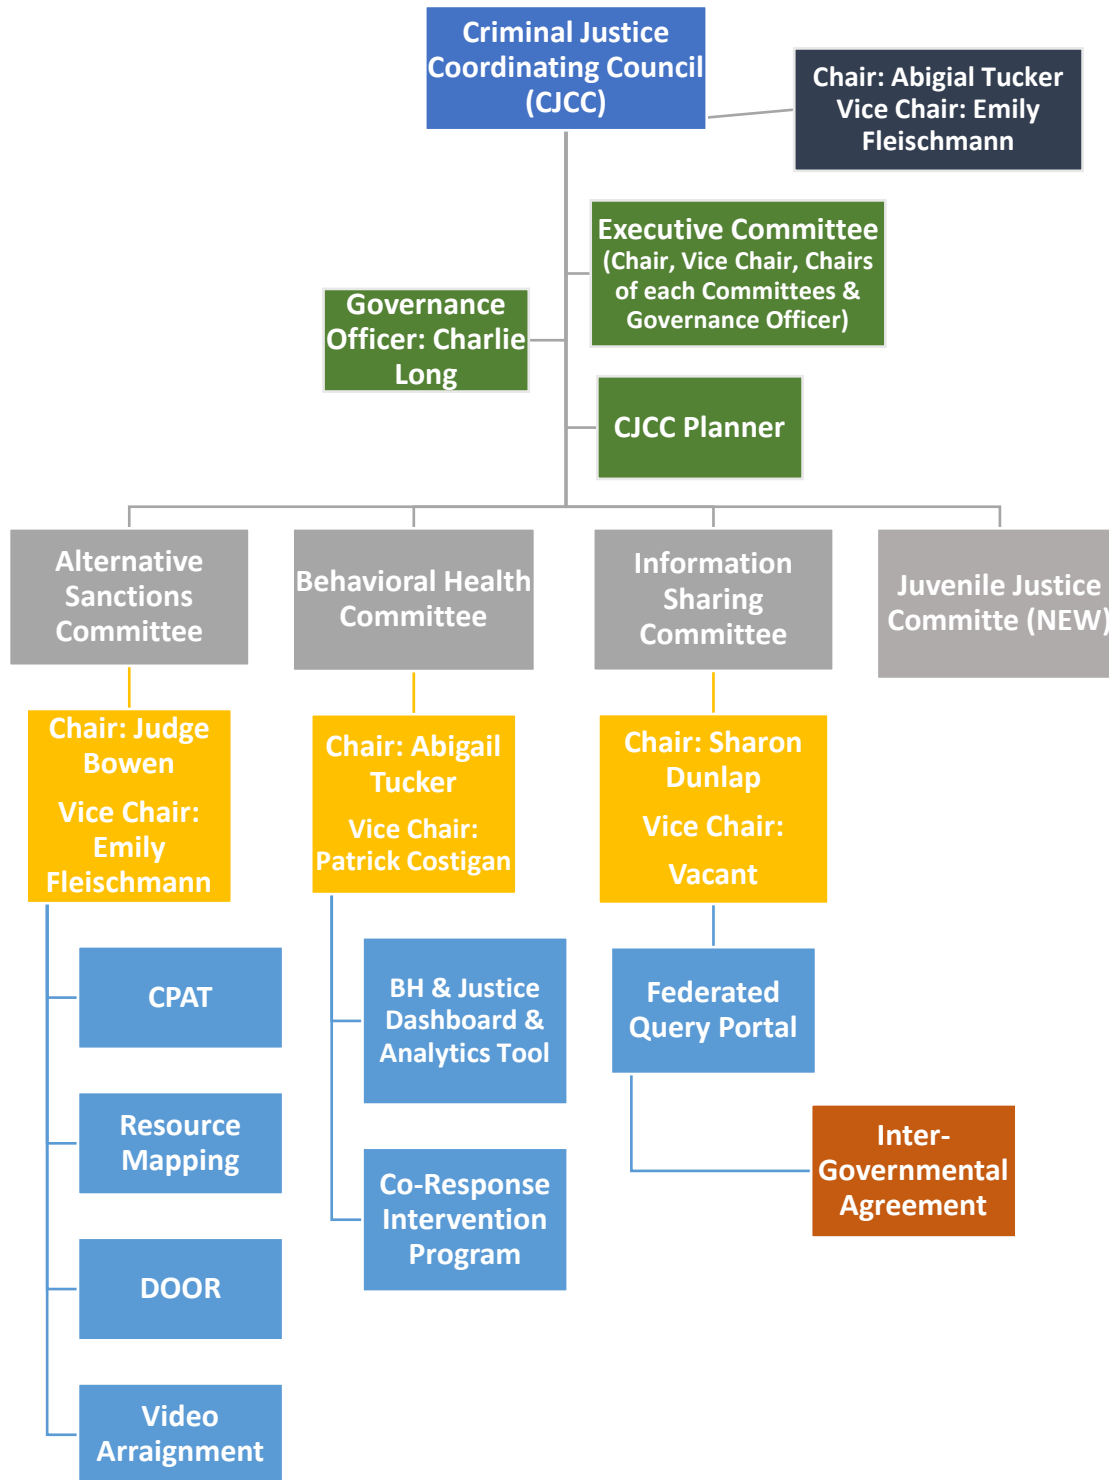 Criminal Justice
Coordinating Council
(CJCC)
Chair: Abigial Tucker
Vice Chair: Emily
Fleischmann
Executive Committee
(Chair, Vice Chair, Chairs
of each Committees &
Governance Officer)
Governance
Officer: Charlie
Long
CJCC Planner
Alternative
Sanctions
Committee
Behavioral Health
Committee
Information
Sharing
Committee
Juvenile Justice
Committe (NEW)
Chair: Judge
Bowen
Vice Chair:
Emily
Fleischmann
Chair: Abigail
Tucker
Vice Chair:
Patrick Costigan
Chair: Sharon
Dunlap
Vice Chair:
Vacant
CPAT
Resource
Mapping
DOOR
Video
Arraignment
BH & Justice
Dashboard &
Analytics Tool
Co-Response
Intervention
Program
Federated
Query Portal
Inter-
Governmental
Agreement